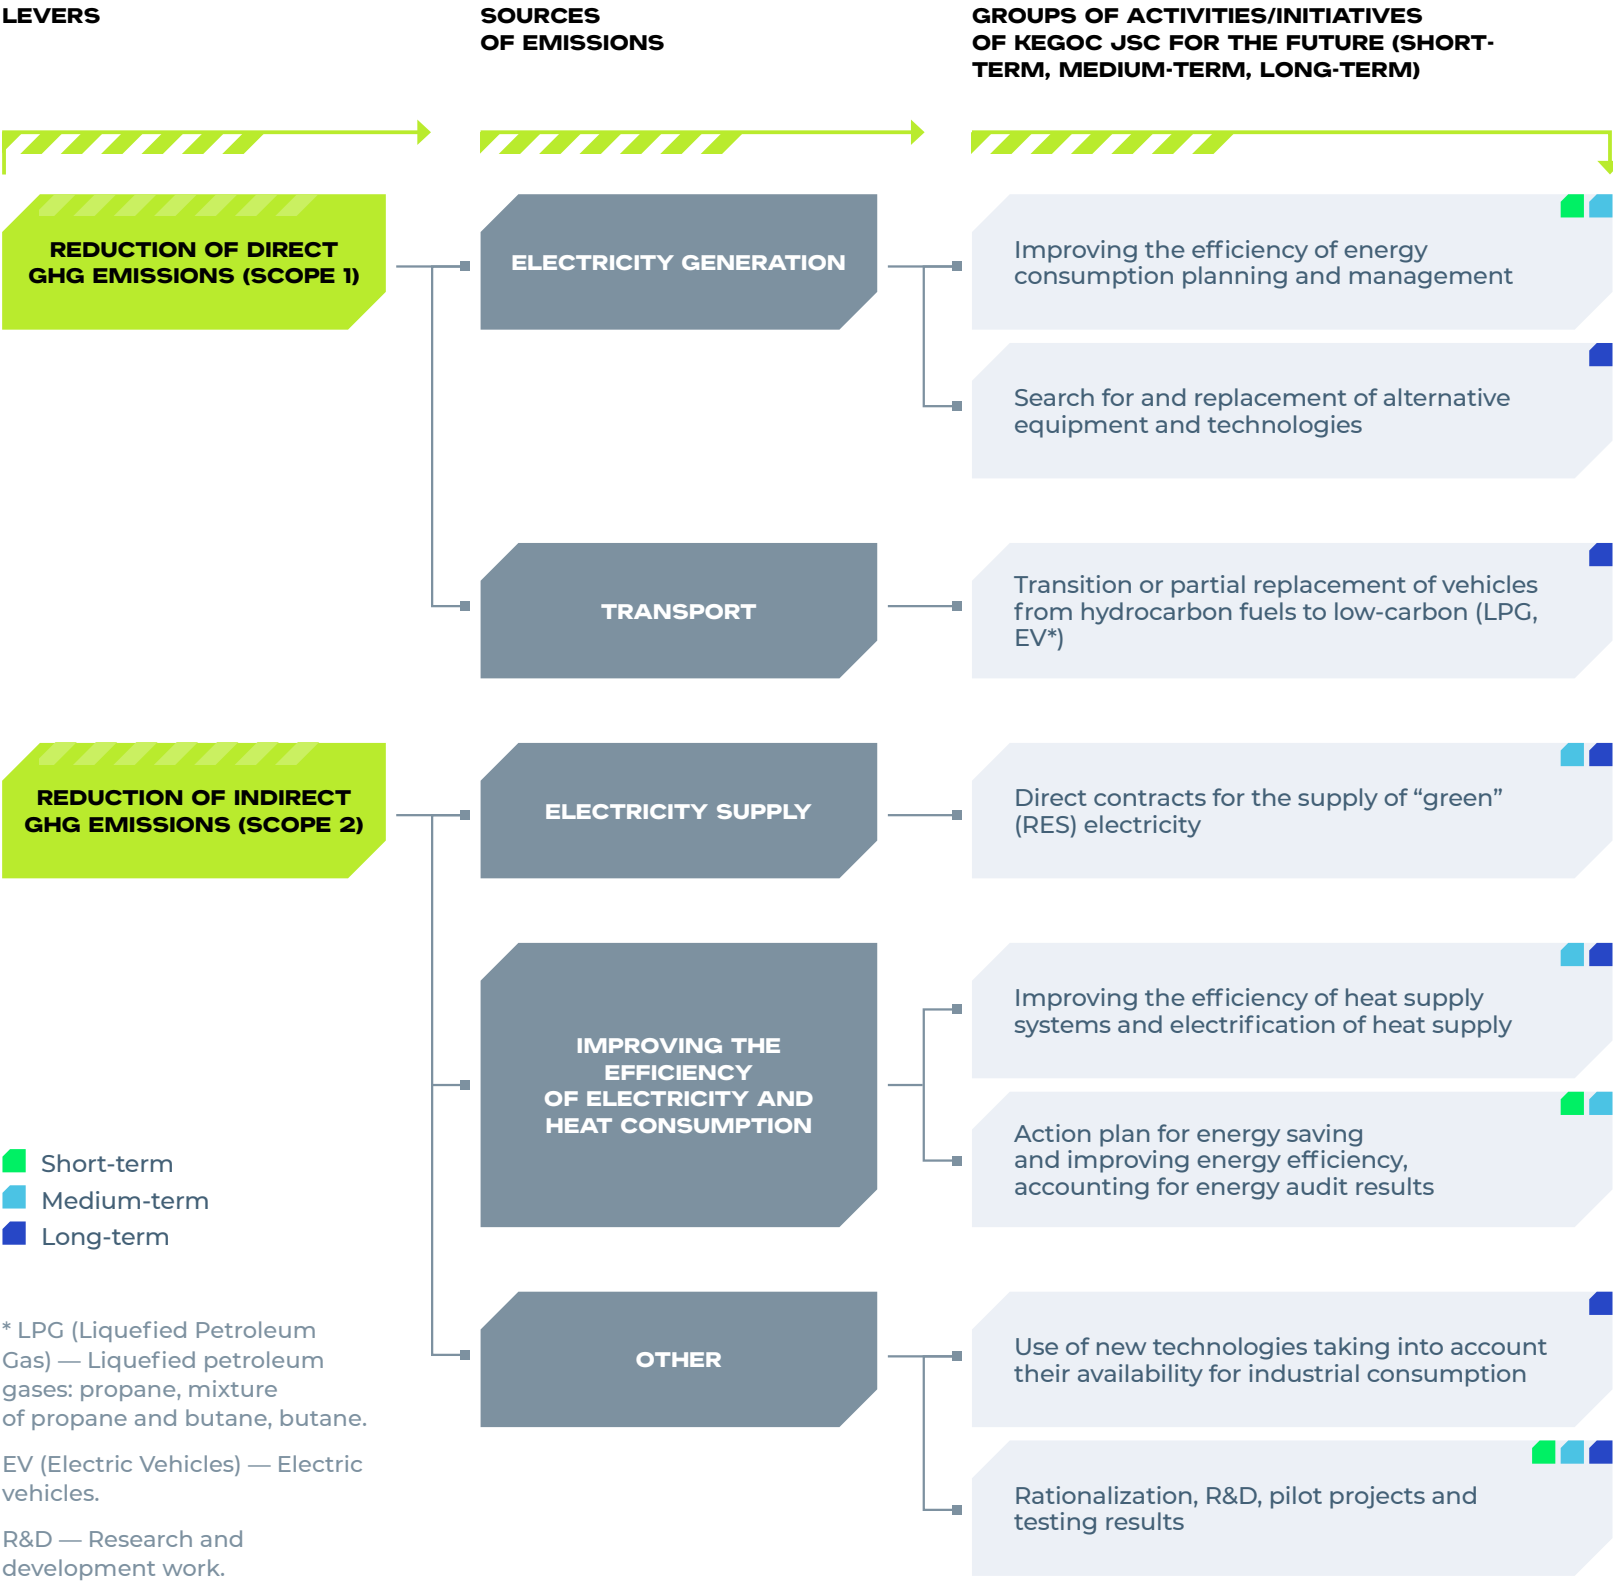 LEVERS
SOURCES
OF EMISSIONS
GROUPS OF ACTIVITIES/INITIATIVES
OF KEGOC JSC FOR THE FUTURE (SHORT-
TERM, MEDIUM-TERM, LONG-TERM)
REDUCTION OF DIRECT
GHG EMISSIONS (SCOPE 1)
ELECTRICITY GENERATION
Improving the efficiency of energy
consumption planning and management
Search for and replacement of alternative
equipment and technologies
TRANSPORT
Transition or partial replacement of vehicles
from hydrocarbon fuels to low-carbon (LPG,
EV*)
REDUCTION OF INDIRECT
GHG EMISSIONS (SCOPE 2)
ELECTRICITY SUPPLY
Direct contracts for the supply of “green”
(RES) electricity
IMPROVING THE
EFFICIENCY
OF ELECTRICITY AND
HEAT CONSUMPTION
Improving the efficiency of heat supply
systems and electrification of heat supply
Action plan for energy saving
and improving energy efficiency,
accounting for energy audit results
OTHER
Use of new technologies taking into account
their availability for industrial consumption
Rationalization, R&D, pilot projects and
testing results
Short-term
Medium-term
Long-term
* LPG (Liquefied Petroleum
Gas) — Liquefied petroleum
gases: propane, mixture
of propane and butane, butane.
EV (Electric Vehicles) — Electric
vehicles.
R&D — Research and
development work.